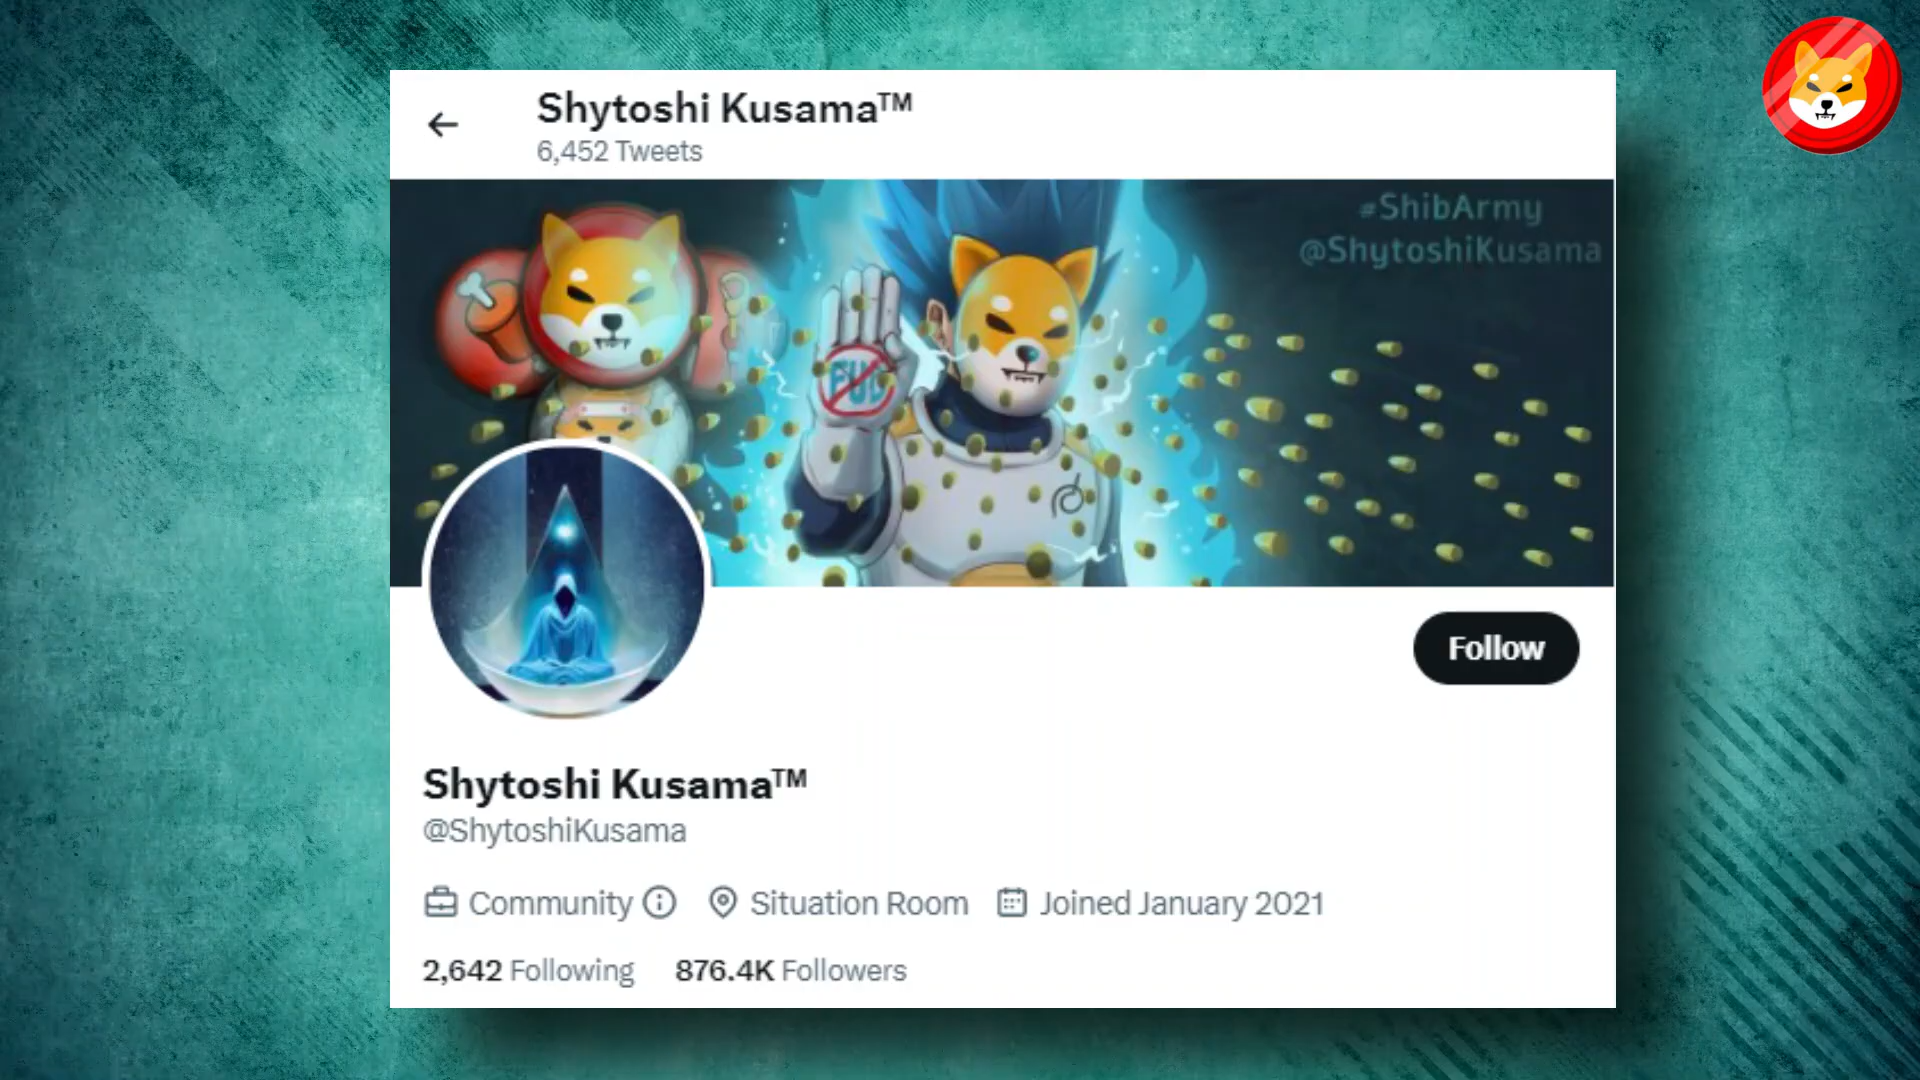 Shytoshi Kusama™
6,452 Tweets
#ShibArmy
@ShytoshiKusama
FUD
Follow
Shytoshi Kusama™
@ShytoshiKusama
Community Situation Room Joined January 2021
2,642 Following 876.4K Followers